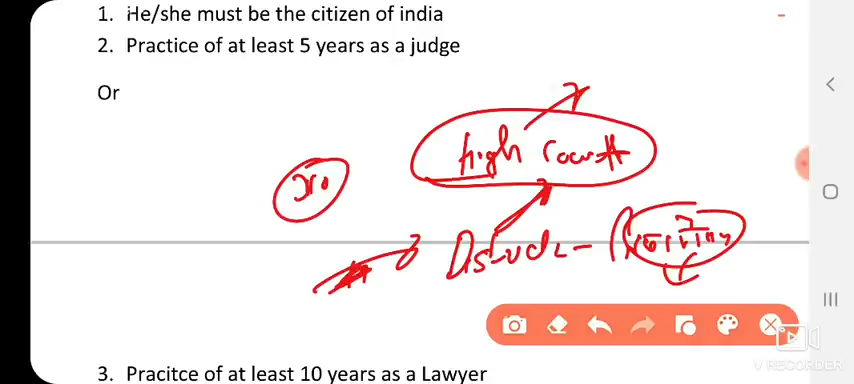 1. He/she must be the citizen of india
2. Practice of at least 5 years as a judge
Or
high court
3. Pracitce of at least 10 years as a Lawyer
V RECORDER